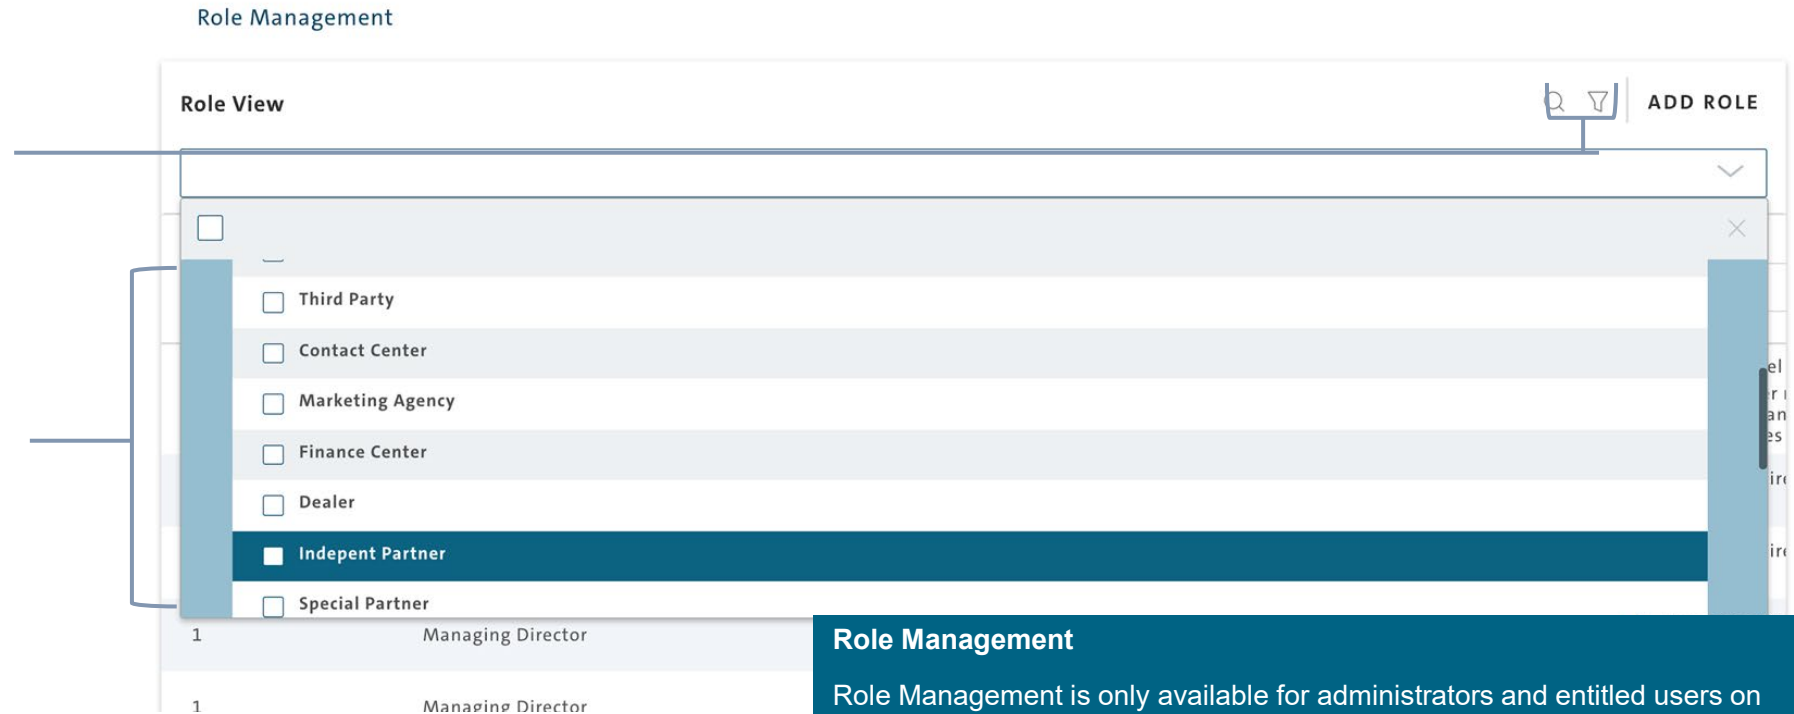 Role Management
Role View
ADD ROLE
Third Party
Contact Center
Marketing Agency
Finance Center
Dealer
Indepent Partner
Special Partner
1 Managing Director
1 Managing Director
Role Management
Role Management is only available for administrators and entitled users on